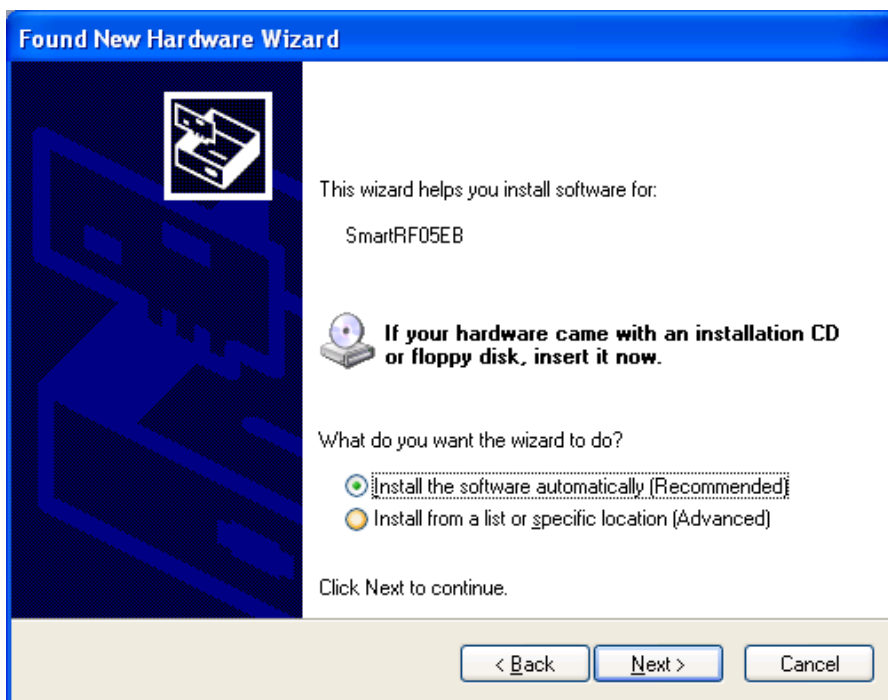 Found New Hardware Wizard
This wizard helps you install software for:
SmartRF05EB
If your hardware came with an installation CD
or floppy disk, insert it now.
What do you want the wizard to do?
Install the software automatically (Recommended)
Install from a list or specific location (Advanced)
Click Next to continue.
< Back
Next >
Cancel